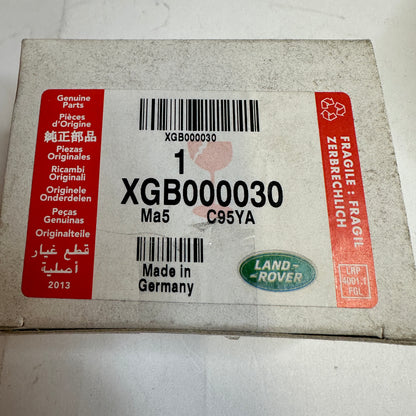 Genuine
Parts
Pièces
d'Origine
純正部品
Piezas
Originales
Ricambi
Originali
Originele
Onderdelen
Peças
Genuinas
Originalteile
قطع غيار
أصلية
2013
XGB000030
1
XGB000030
Ma5 C95YA
Made in
Germany
LAND-
-ROVER
FRAGILE : FRAGIL
ZERBRECHLICH
LRP
4001.1
FGL